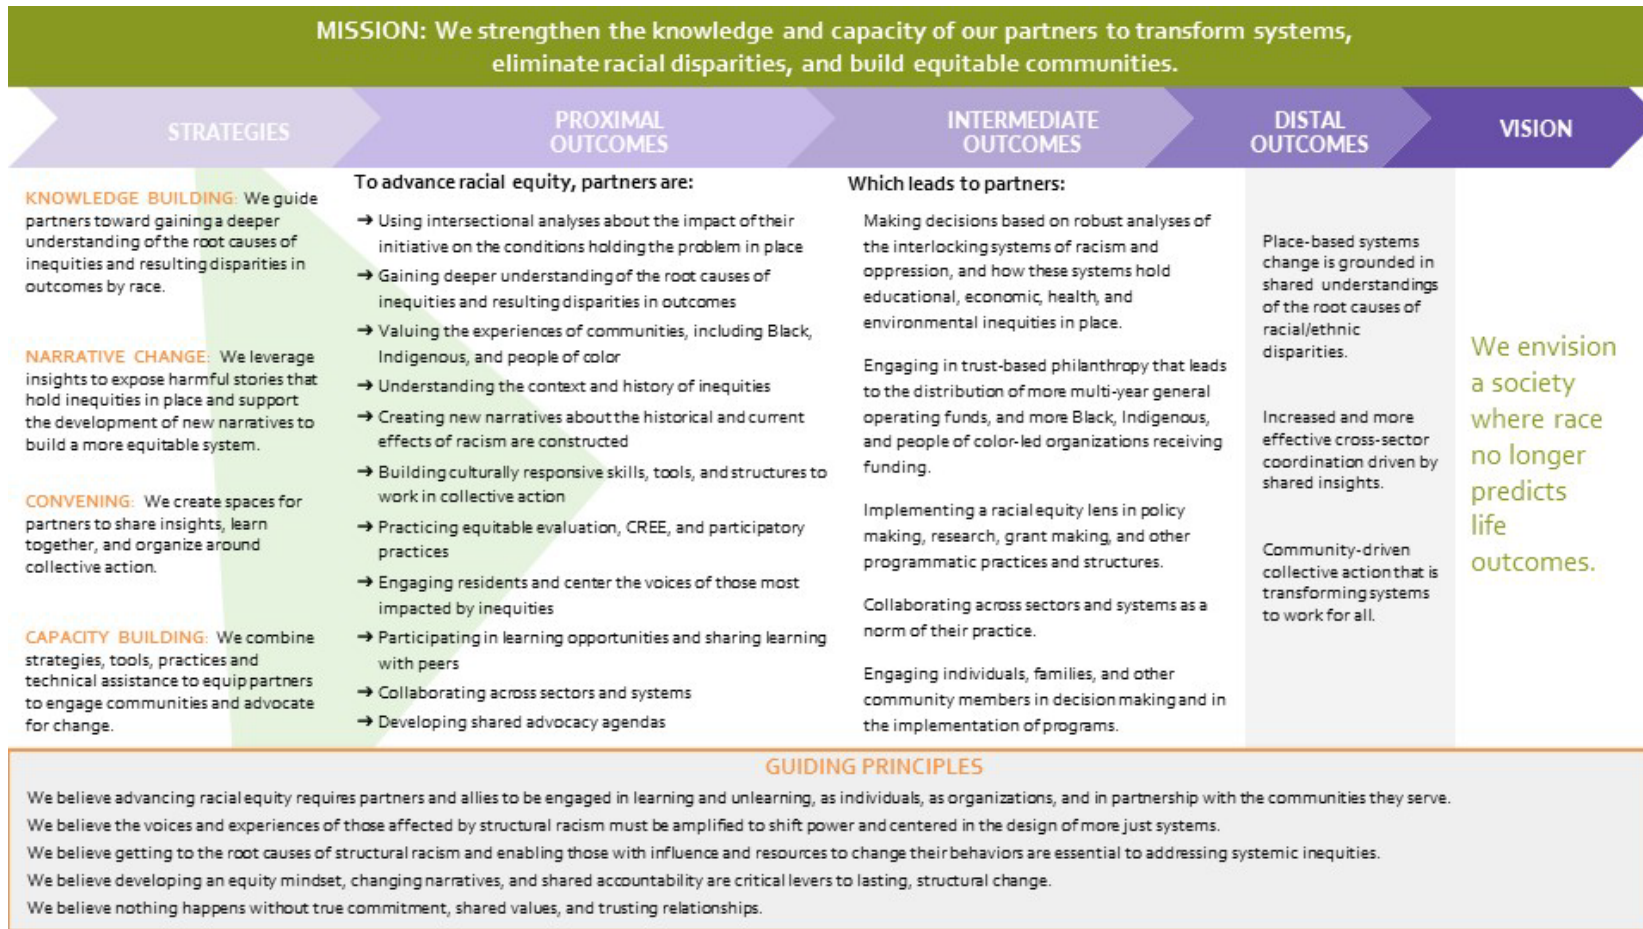 MISSION: We strengthen the knowledge and capacity of our partners to transform systems,
eliminate racial disparities, and build equitable communities.
STRATEGIES
PROXIMAL
OUTCOMES
INTERMEDIATE
OUTCOMES
DISTAL
OUTCOMES
VISION
KNOWLEDGE BUILDING: We guide
partners toward gaining a deeper
understanding of the root causes of
inequities and resulting disparities in
outcomes by race.
NARRATIVE CHANGE: We leverage
insights to expose harmful stories that
hold inequities in place and support
the development of new narratives to
build a more equitable system.
CONVENING: We create spaces for
partners to share insights, learn
together, and organize around
collective action.
CAPACITY BUILDING: We combine
strategies, tools, practices and
technical assistance to equip partners
to engage communities and advocate
for change.
To advance racial equity, partners are:
➔ Using intersectional analyses about the impact of their
initiative on the conditions holding the problem in place
➔ Gaining deeper understanding of the root causes of
inequities and resulting disparities in outcomes
➔ Valuing the experiences of communities, including Black,
Indigenous, and people of color
➔ Understanding the context and history of inequities
➔ Creating new narratives about the historical and current
effects of racism are constructed
➔ Building culturally responsive skills, tools, and structures to
work in collective action
➔ Practicing equitable evaluation, CREE, and participatory
practices
➔ Engaging residents and center the voices of those most
impacted by inequities
➔ Participating in learning opportunities and sharing learning
with peers
➔ Collaborating across sectors and systems
➔ Developing shared advocacy agendas
Which leads to partners:
Making decisions based on robust analyses of
the interlocking systems of racism and
oppression, and how these systems hold
educational, economic, health, and
environmental inequities in place.
Engaging in trust-based philanthropy that leads
to the distribution of more multi-year general
operating funds, and more Black, Indigenous,
and people of color-led organizations receiving
funding.
Implementing a racial equity lens in policy
making, research, grant making, and other
programmatic practices and structures.
Collaborating across sectors and systems as a
norm of their practice.
Engaging individuals, families, and other
community members in decision making and in
the implementation of programs.
Place-based systems
change is grounded in
shared understandings
of the root causes of
racial/ethnic
disparities.
Increased and more
effective cross-sector
coordination driven by
shared insights.
Community-driven
collective action that is
transforming systems
to work for all.
We envision
a society
where race
no longer
predicts
life
outcomes.
GUIDING PRINCIPLES
We believe advancing racial equity requires partners and allies to be engaged in learning and unlearning, as individuals, as organizations, and in partnership with the communities they serve.
We believe the voices and experiences of those affected by structural racism must be amplified to shift power and centered in the design of more just systems.
We believe getting to the root causes of structural racism and enabling those with influence and resources to change their behaviors are essential to addressing systemic inequities.
We believe developing an equity mindset, changing narratives, and shared accountability are critical levers to lasting, structural change.
We believe nothing happens without true commitment, shared values, and trusting relationships.